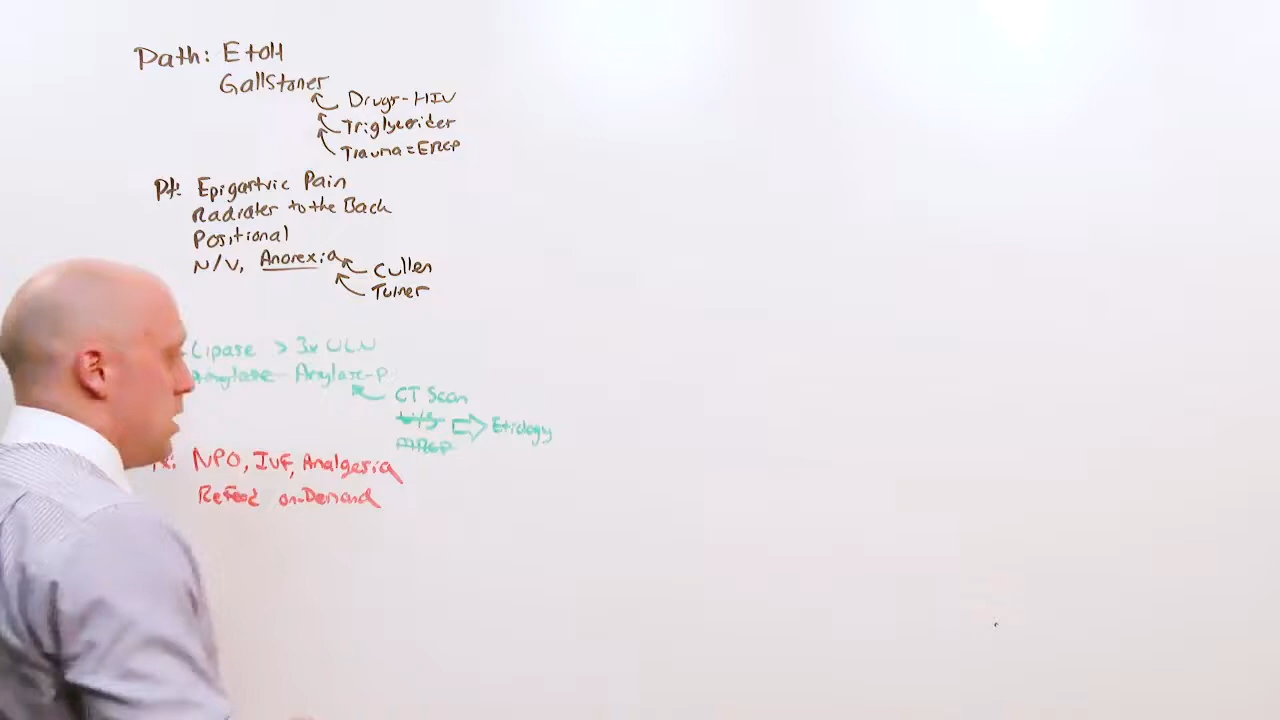 Path: EtoH
Gallstones
Drugs-HIV
Triglycerides
Trauma=ERCP
Pt: Epigastric Pain
Radiates to the Back
Positional
N/V, Anorexia
Cullen
Turner
Lipase > 3x ULN
Amylase Amylase-P
CT Scan
U/S
MRCP
Etiology
NPO, IVF, Analgesia
Refeed on-Demand